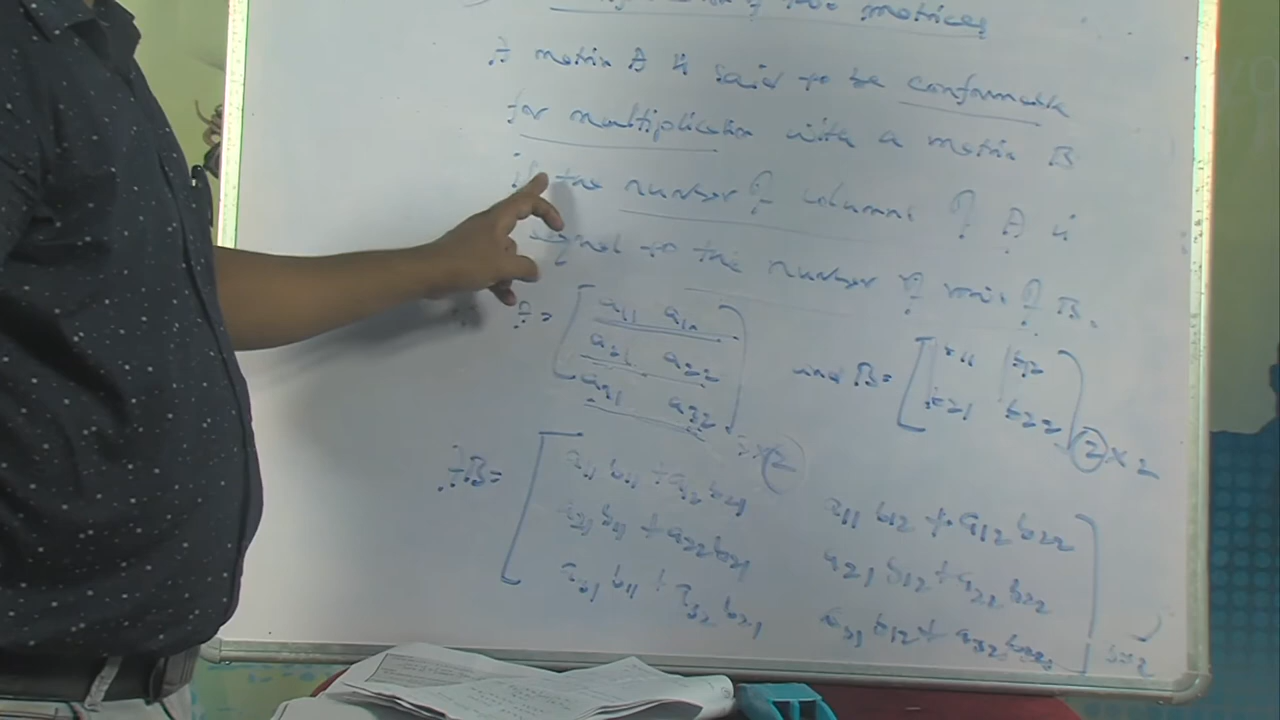 of two matrices
A matrix A is said to be conformable
for multiplication with a matrix B
if the number of columns of A is
equal to the number of rows of B.
A = [a11 a12 and B = [b11 b12
a21 a22 b21 b22] 2×2
a31 a32] 3×2
AB = [a11 b11 + a12 b21 a11 b12 + a12 b22
a21 b11 + a22 b21 a21 b12 + a22 b22
a31 b11 + a32 b21 a31 b12 + a32 b22] 3×2